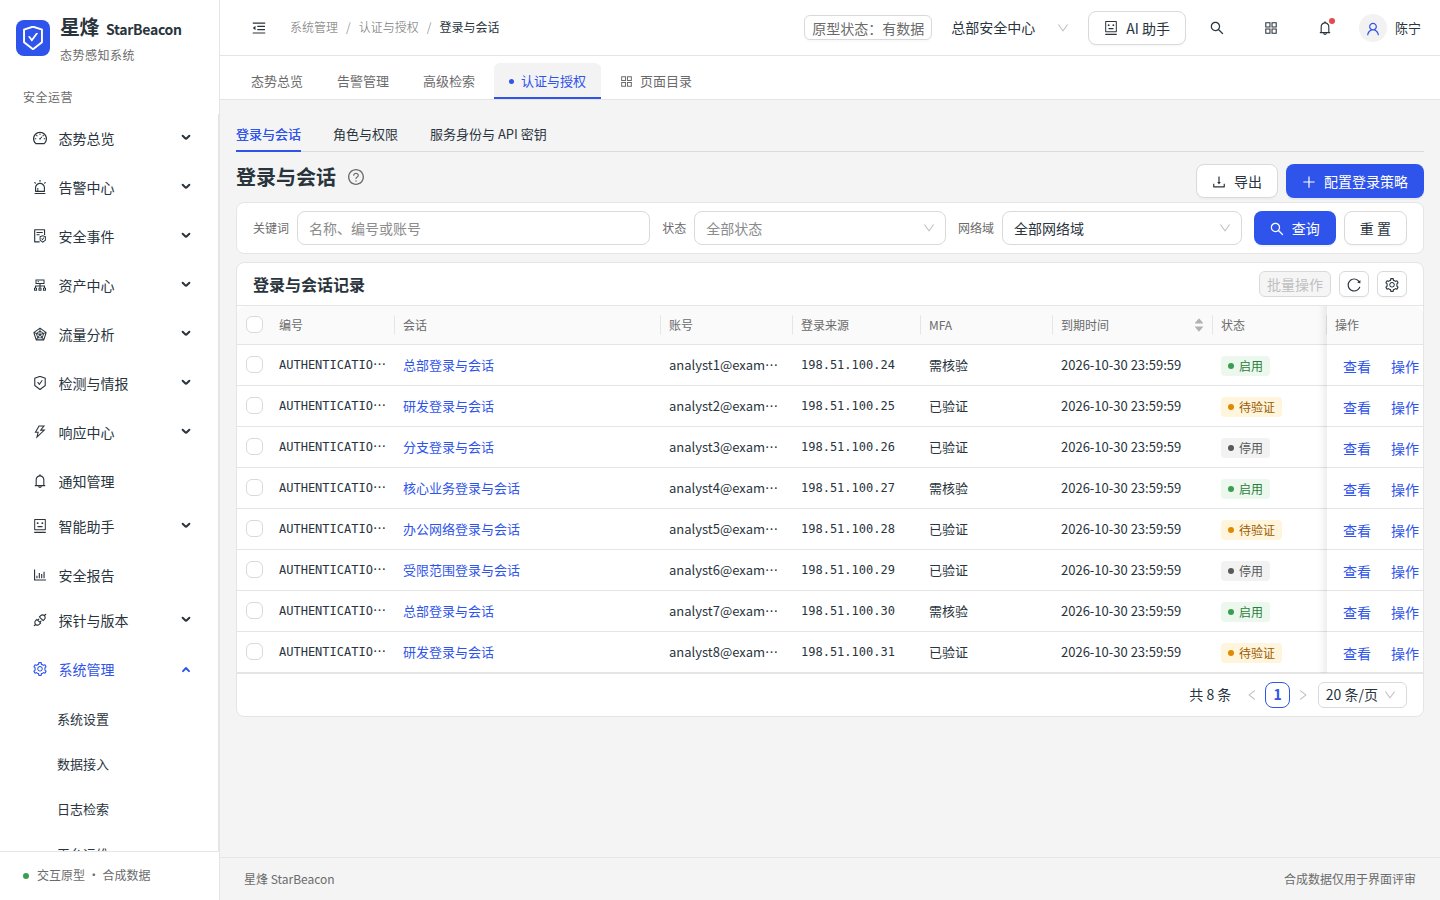 星烽 StarBeacon
态势感知系统
安全运营
态势总览
告警中心
安全事件
资产中心
流量分析
检测与情报
响应中心
通知管理
智能助手
安全报告
探针与版本
系统管理
系统设置
数据接入
日志检索
交互原型 · 合成数据
系统管理 / 认证与授权 / 登录与会话
原型状态：有数据
总部安全中心
AI 助手
陈宁
态势总览
告警管理
高级检索
认证与授权
页面目录
登录与会话
角色与权限
服务身份与 API 密钥
登录与会话
导出
配置登录策略
关键词 名称、编号或账号
状态 全部状态
网络域 全部网络域
查询
重 置
登录与会话记录
批量操作
编号 会话 账号 登录来源 MFA 到期时间 状态 操作
AUTHENTICATIO··· 总部登录与会话 analyst1@exam··· 198.51.100.24 需核验 2026-10-30 23:59:59 启用 查看 操作
AUTHENTICATIO··· 研发登录与会话 analyst2@exam··· 198.51.100.25 已验证 2026-10-30 23:59:59 待验证 查看 操作
AUTHENTICATIO··· 分支登录与会话 analyst3@exam··· 198.51.100.26 已验证 2026-10-30 23:59:59 停用 查看 操作
AUTHENTICATIO··· 核心业务登录与会话 analyst4@exam··· 198.51.100.27 需核验 2026-10-30 23:59:59 启用 查看 操作
AUTHENTICATIO··· 办公网络登录与会话 analyst5@exam··· 198.51.100.28 已验证 2026-10-30 23:59:59 待验证 查看 操作
AUTHENTICATIO··· 受限范围登录与会话 analyst6@exam··· 198.51.100.29 已验证 2026-10-30 23:59:59 停用 查看 操作
AUTHENTICATIO··· 总部登录与会话 analyst7@exam··· 198.51.100.30 需核验 2026-10-30 23:59:59 启用 查看 操作
AUTHENTICATIO··· 研发登录与会话 analyst8@exam··· 198.51.100.31 已验证 2026-10-30 23:59:59 待验证 查看 操作
共 8 条 1 20 条/页
星烽 StarBeacon
合成数据仅用于界面评审